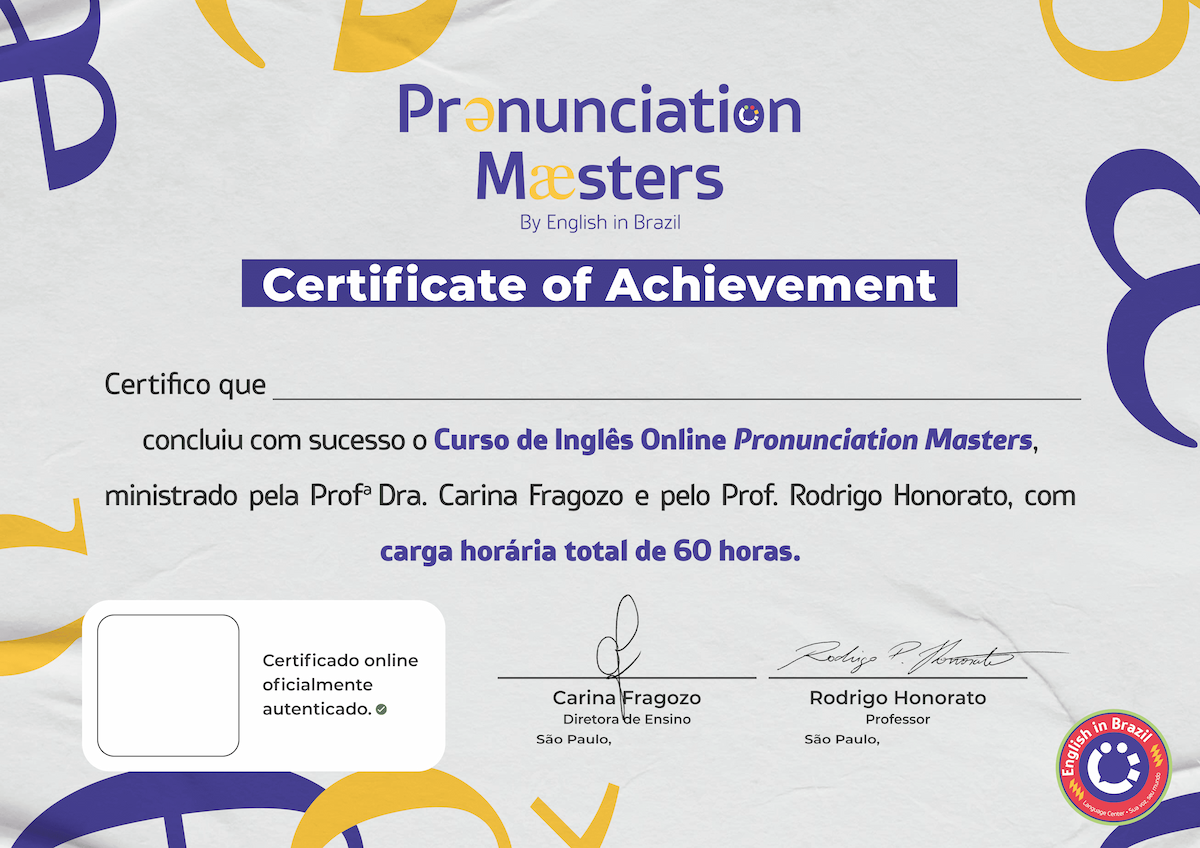 Prənunciation
Mæsters
By English in Brazil
Certificate of Achievement
Certifico que
concluiu com sucesso o Curso de Inglês Online Pronunciation Masters,
ministrado pela Profª Dra. Carina Fragozo e pelo Prof. Rodrigo Honorato, com
carga horária total de 60 horas.
Certificado online
oficialmente
autenticado.
Carina Fragozo
Diretora de Ensino
São Paulo,
Rodrigo P. Honorato
Rodrigo Honorato
Professor
São Paulo,
English in Brazil
Language Center • Sua voz, seu mundo